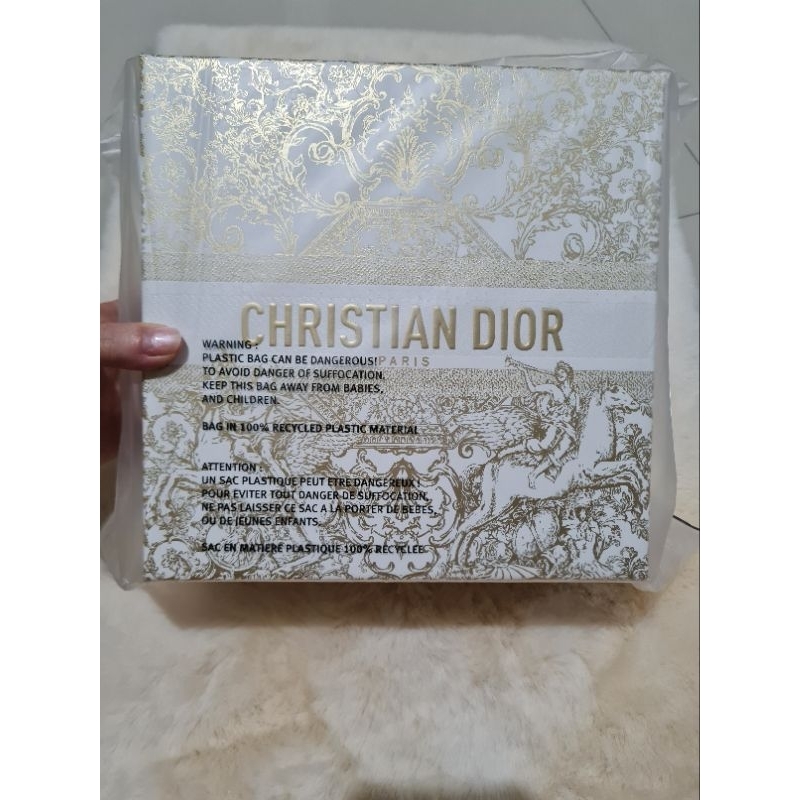 CHRISTIAN DIOR
PARIS
WARNING :
PLASTIC BAG CAN BE DANGEROUS!
TO AVOID DANGER OF SUFFOCATION,
KEEP THIS BAG AWAY FROM BABIES,
AND CHILDREN.
BAG IN 100% RECYCLED PLASTIC MATERIAL
ATTENTION :
UN SAC PLASTIQUE PEUT ETRE DANGEREUX !
POUR EVITER TOUT DANGER DE SUFFOCATION,
NE PAS LAISSER CE SAC A LA PORTER DE BEBES,
OU DE JEUNES ENFANTS.
SAC EN MATIERE PLASTIQUE 100% RECYCLEE